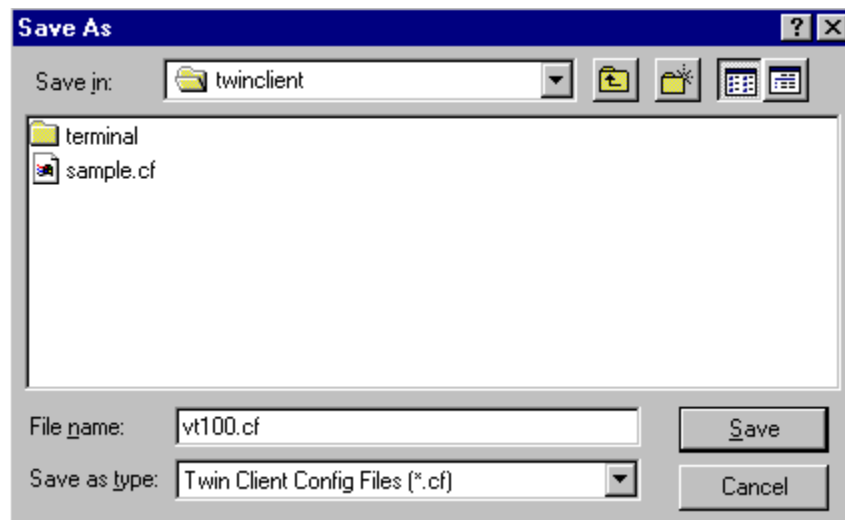 Save As
Save in: twinclient
terminal
sample.cf
File name: vt100.cf Save
Save as type: Twin Client Config Files (*.cf) Cancel